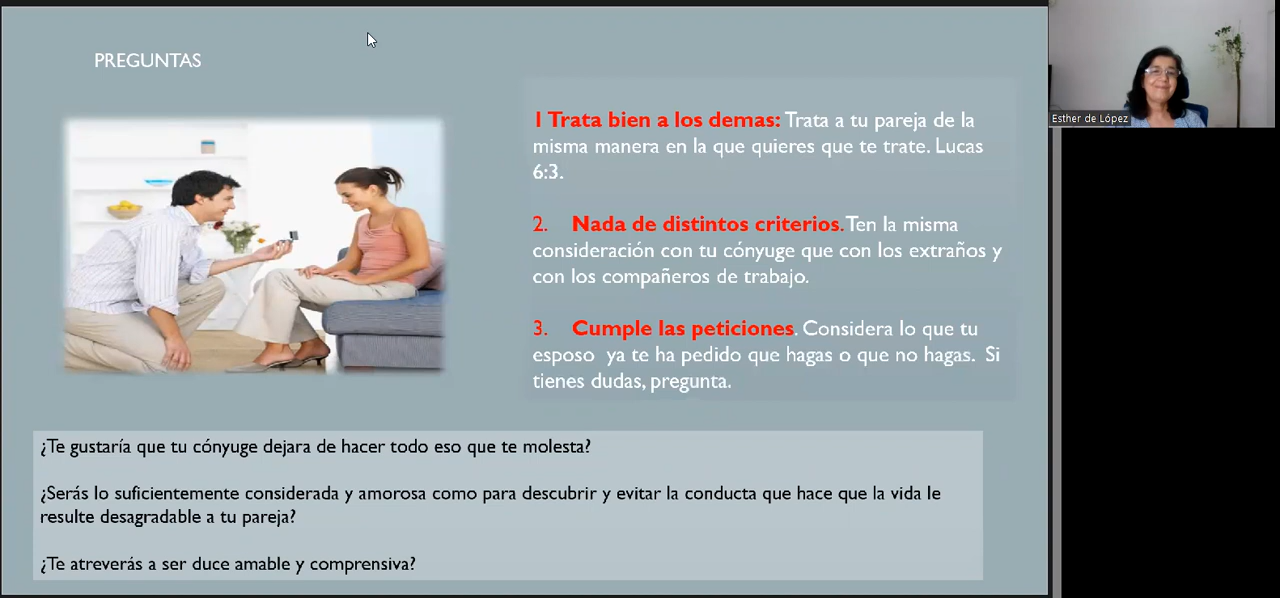 PREGUNTAS
1 Trata bien a los demas: Trata a tu pareja de la
misma manera en la que quieres que te trate. Lucas
6:3.
2. Nada de distintos criterios. Ten la misma
consideración con tu cónyuge que con los extraños y
con los compañeros de trabajo.
3. Cumple las peticiones. Considera lo que tu
esposo ya te ha pedido que hagas o que no hagas. Si
tienes dudas, pregunta.
¿Te gustaría que tu cónyuge dejara de hacer todo eso que te molesta?
¿Serás lo suficientemente considerada y amorosa como para descubrir y evitar la conducta que hace que la vida le
resulte desagradable a tu pareja?
¿Te atreverás a ser duce amable y comprensiva?
Esther de López